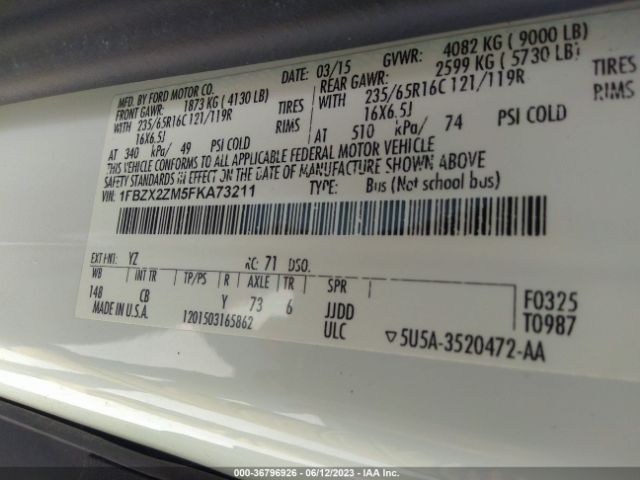 MFD. BY FORD MOTOR CO.
DATE: 03/15 GVWR: 4082 KG ( 9000 LB)
FRONT GAWR: 1873 KG ( 4130 LB) REAR GAWR: 2599 KG ( 5730 LB)
WITH 235/65R16C 121/119R TIRES WITH 235/65R16C 121/119R TIRES
16X6.5J RIMS 16X6.5J RIMS
AT 340 kPa/ 49 PSI COLD AT 510 kPa/ 74 PSI COLD
THIS VEHICLE CONFORMS TO ALL APPLICABLE FEDERAL MOTOR VEHICLE
SAFETY STANDARDS IN EFFECT ON THE DATE OF MANUFACTURE SHOWN ABOVE
VIN: 1FBZX2ZM5FKA73211 TYPE: Bus (Not school bus)
EXT PNT: YZ RC: 71 DSO:
WB INT TR TP/PS R AXLE TR SPR
148 CB Y 73 6 JJDD F0325
MADE IN U.S.A. 1201503165862 ULC T0987
▽5U5A-3520472-AA
000-36796926 - 06/12/2023 - IAA Inc.